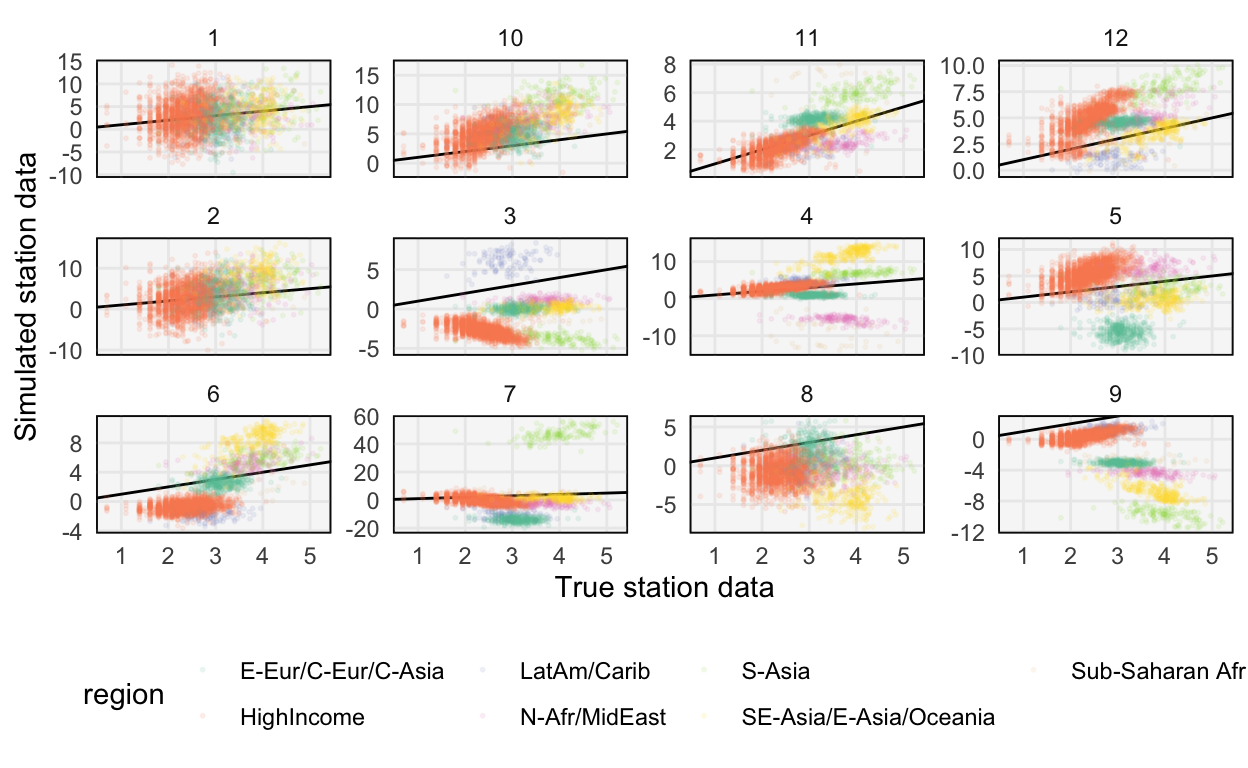 1 10 11 12
15 10 5 0 -5 -10
15 10 5 0
8 6 4 2
10.0 7.5 5.0 2.5 0.0
2 3 4 5
10 0 -10
5 0 -5
10 0 -10
10 5 0 -5 -10
6 7 8 9
8 4 0 -4
60 40 20 0 -20
5 0 -5
0 -4 -8 -12
1 2 3 4 5 1 2 3 4 5 1 2 3 4 5 1 2 3 4 5
Simulated station data
True station data
region
E-Eur/C-Eur/C-Asia LatAm/Carib S-Asia Sub-Saharan Afr
HighIncome N-Afr/MidEast SE-Asia/E-Asia/Oceania